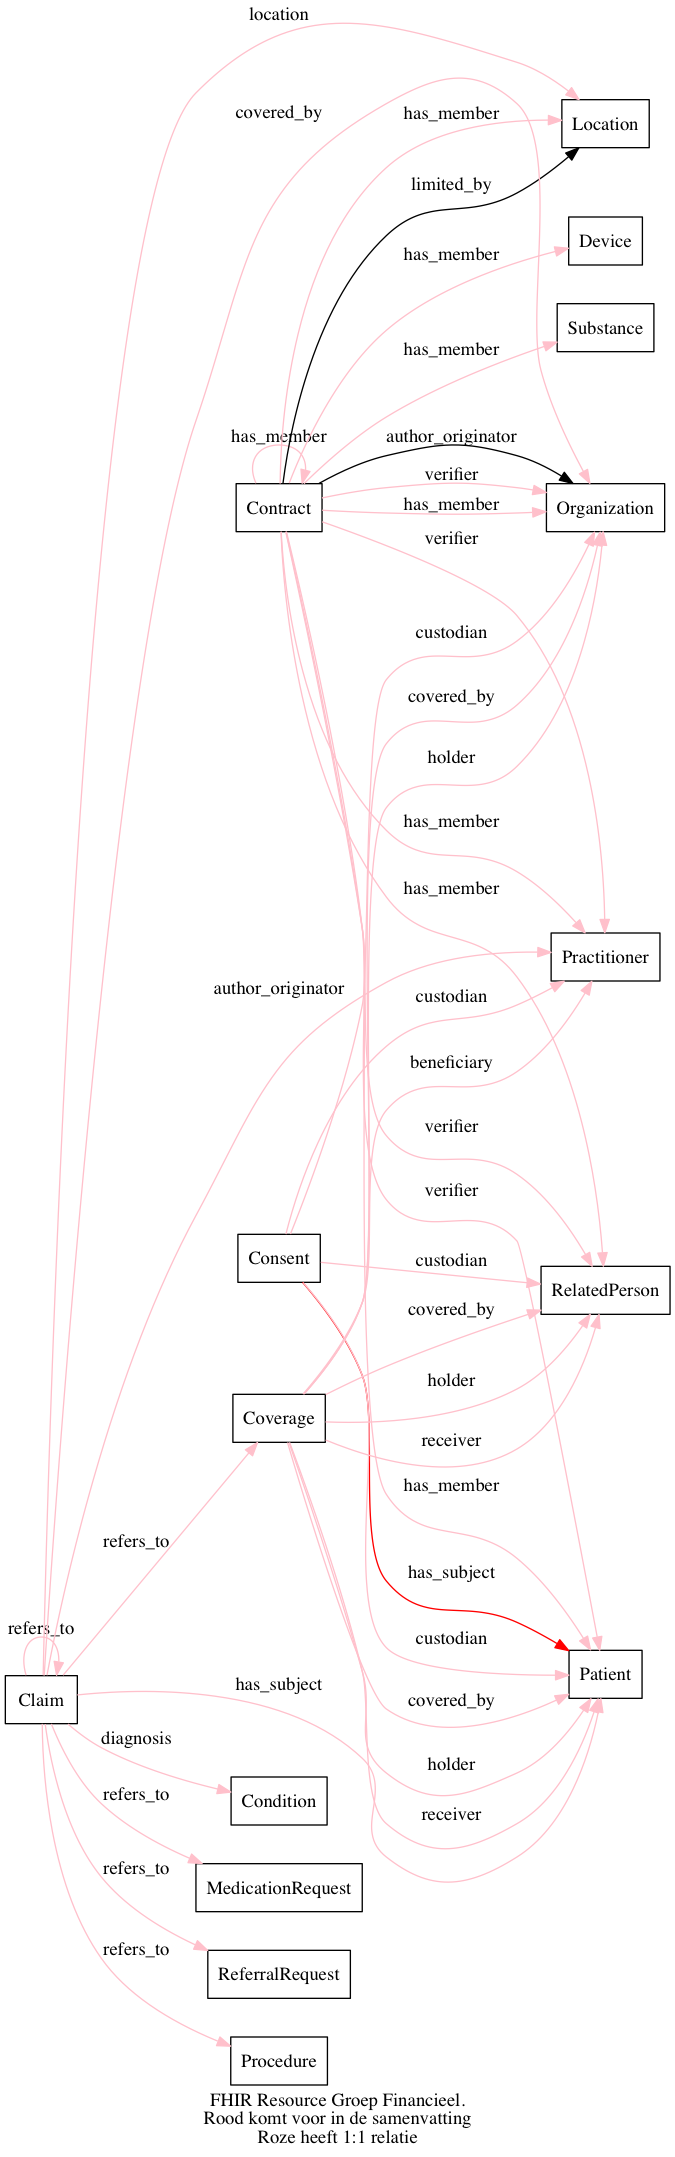 location
covered_by
has_member
Location
limited_by
Device
has_member
Substance
has_member
has_member
author_originator
verifier
Contract
has_member
Organization
verifier
custodian
covered_by
holder
has_member
has_member
Practitioner
author_originator
custodian
beneficiary
verifier
verifier
Consent
custodian
RelatedPerson
covered_by
holder
Coverage
receiver
has_member
refers_to
has_subject
refers_to
custodian
Patient
has_subject
Claim
covered_by
diagnosis
holder
refers_to
Condition
receiver
refers_to
MedicationRequest
refers_to
ReferralRequest
Procedure
FHIR Resource Groep Financieel.
Rood komt voor in de samenvatting
Roze heeft 1:1 relatie